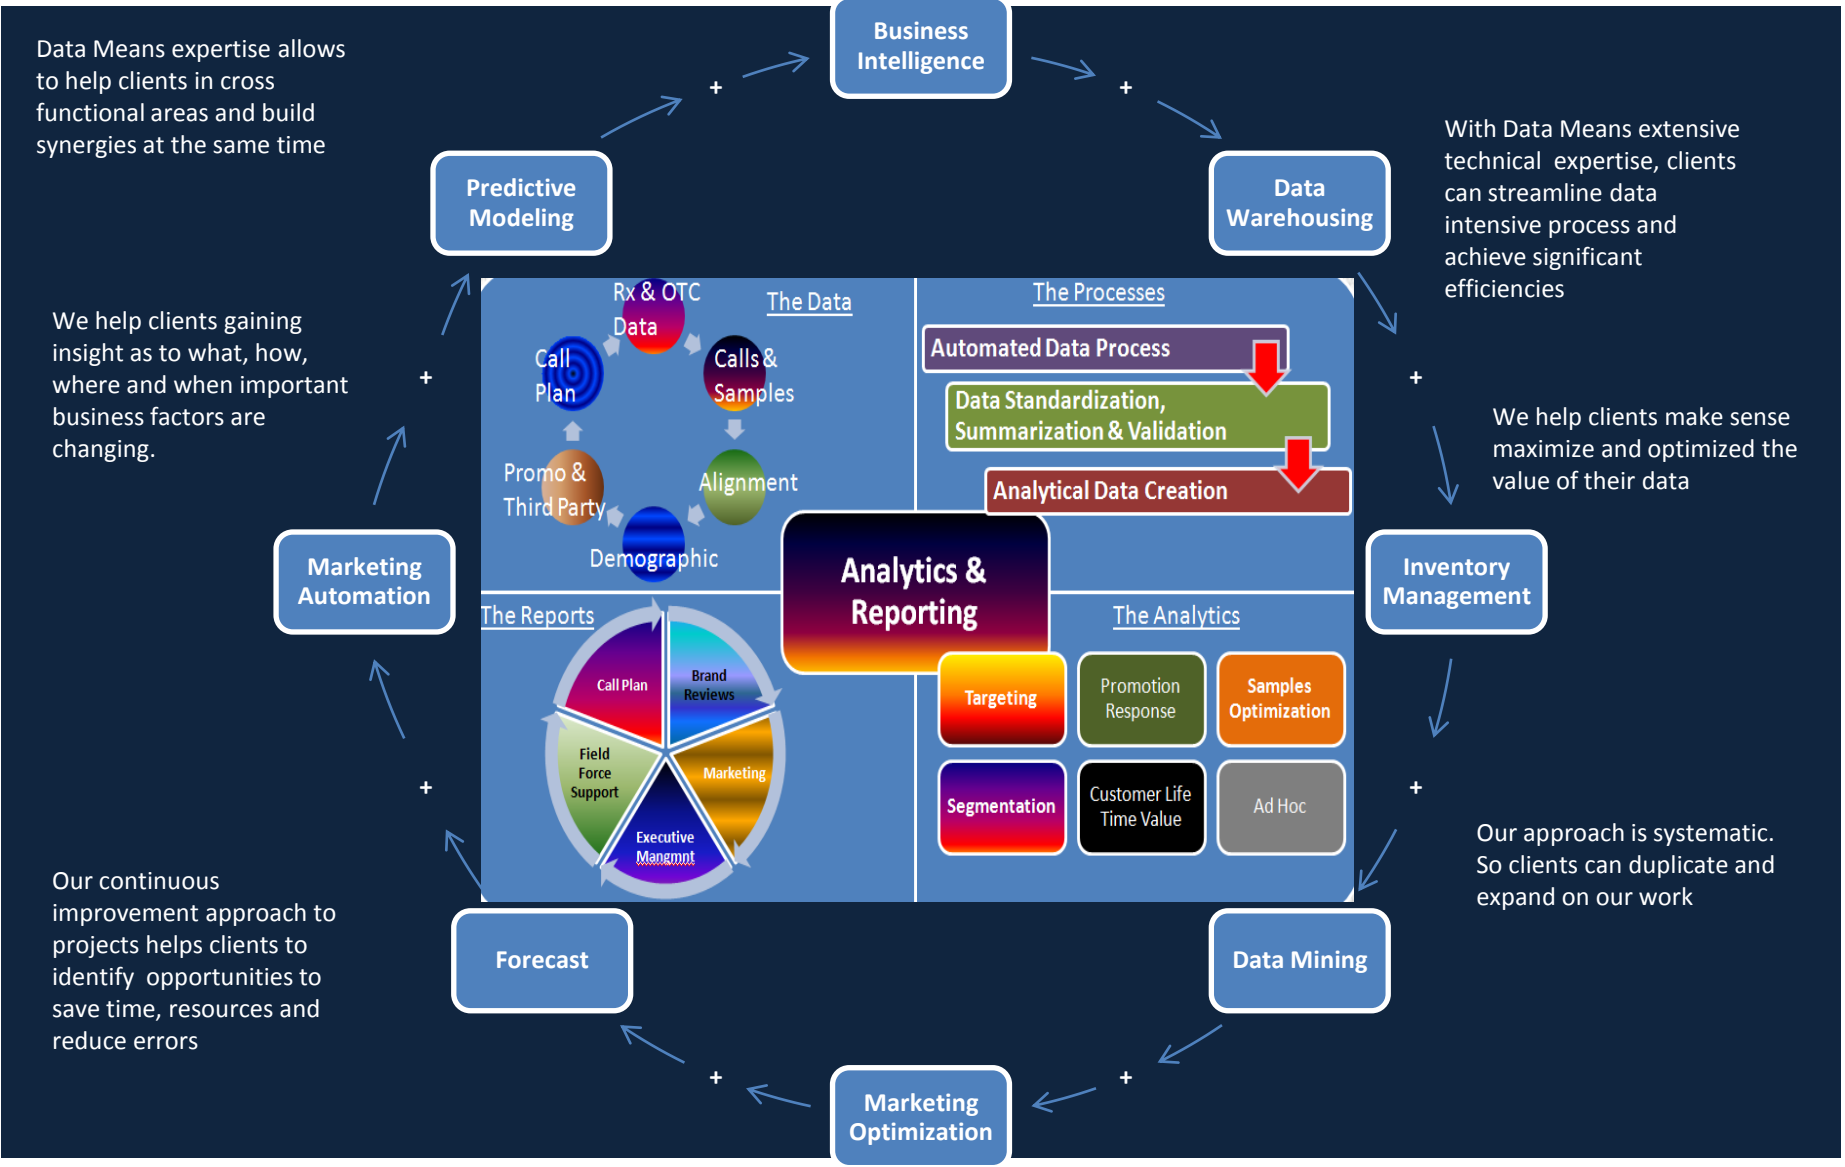 Business
Intelligence
Data Means expertise allows
to help clients in cross
functional areas and build
synergies at the same time
+
+
With Data Means extensive
technical expertise, clients
can streamline data
intensive process and
achieve significant
efficiencies
Predictive
Modeling
Data
Warehousing
We help clients gaining
insight as to what, how,
where and when important
business factors are
changing.
+
+
We help clients make sense
maximize and optimized the
value of their data
The Data
Rx & OTC
Data
Calls &
Samples
Alignment
Demographic
Promo &
Third Party
Call
Plan
The Processes
Automated Data Process
Data Standardization,
Summarization & Validation
Analytical Data Creation
Analytics &
Reporting
Marketing
Automation
Inventory
Management
The Reports
Call Plan
Brand
Reviews
Marketing
Executive
Mangmnt
Field
Force
Support
The Analytics
Targeting
Promotion
Response
Samples
Optimization
Segmentation
Customer Life
Time Value
Ad Hoc
+
+
Our approach is systematic.
So clients can duplicate and
expand on our work
Our continuous
improvement approach to
projects helps clients to
identify opportunities to
save time, resources and
reduce errors
Forecast
Data Mining
+
+
Marketing
Optimization